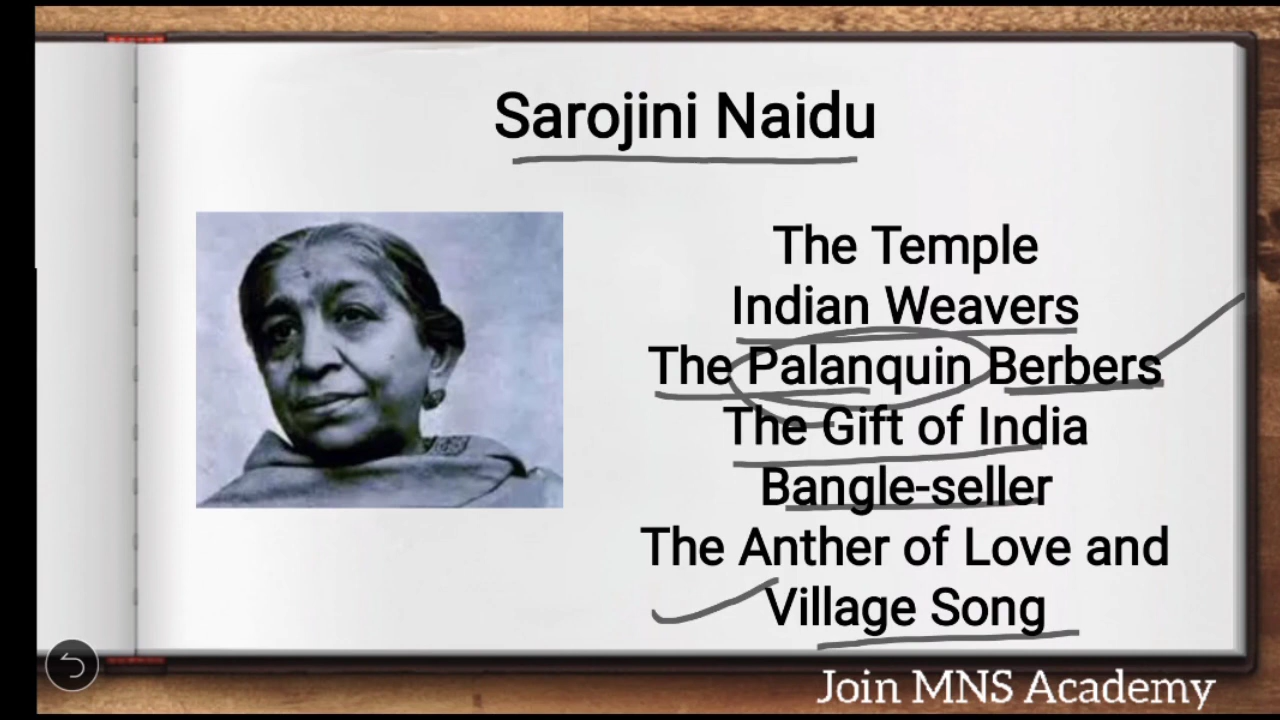 Sarojini Naidu
The Temple
Indian Weavers
The Palanquin Berbers
The Gift of India
Bangle-seller
The Anther of Love and
Village Song
Join MNS Academy